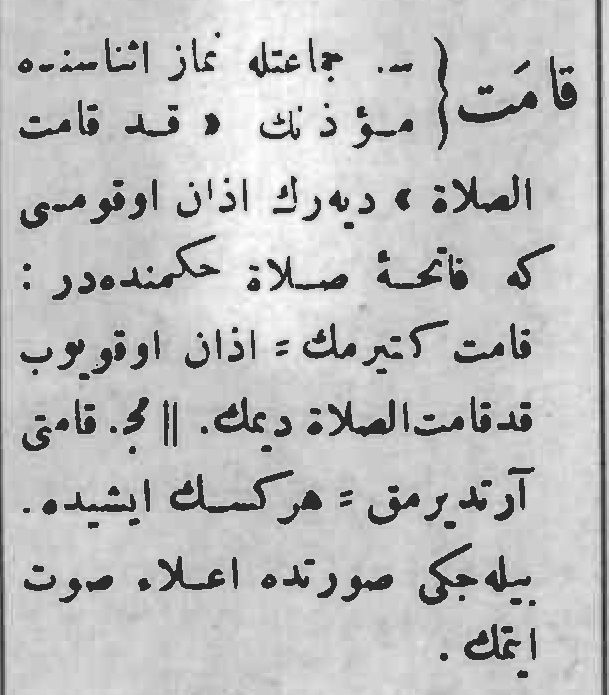 قامَت { –. جماعتله نماز اثناسنده
مؤذنك « قد قامت
الصلاة » ديه‌رك اذان اوقومسی
كه فاتحۀ صلاة حكمنده‌در :
قامت كتيرمك = اذان اوقويوب
قدقامت‌الصلاة ديمك. || مج. قامتی
آرتديرمق = هركسك ايشيده.
بيله‌جكی صورتده اعلاء صوت
ايتمك .